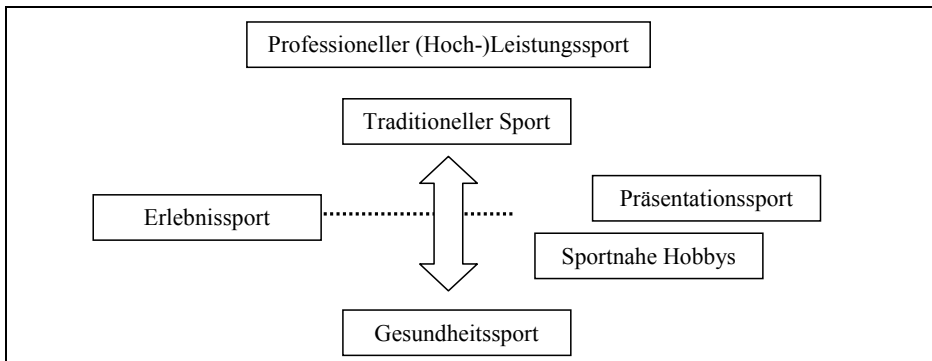 Professioneller (Hoch-)Leistungssport
Traditioneller Sport
Präsentationssport
Erlebnissport
Sportnahe Hobbys
Gesundheitssport